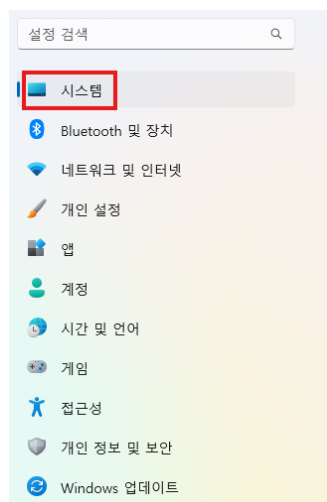 설정 검색
시스템
Bluetooth 및 장치
네트워크 및 인터넷
개인 설정
앱
계정
시간 및 언어
게임
접근성
개인 정보 및 보안
Windows 업데이트